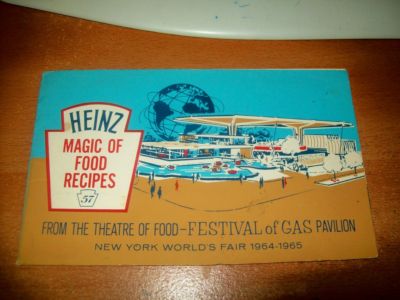 HEINZ
MAGIC OF
FOOD
RECIPES
57
FROM THE THEATRE OF FOOD-FESTIVAL of GAS PAVILION
NEW YORK WORLD'S FAIR 1964-1965